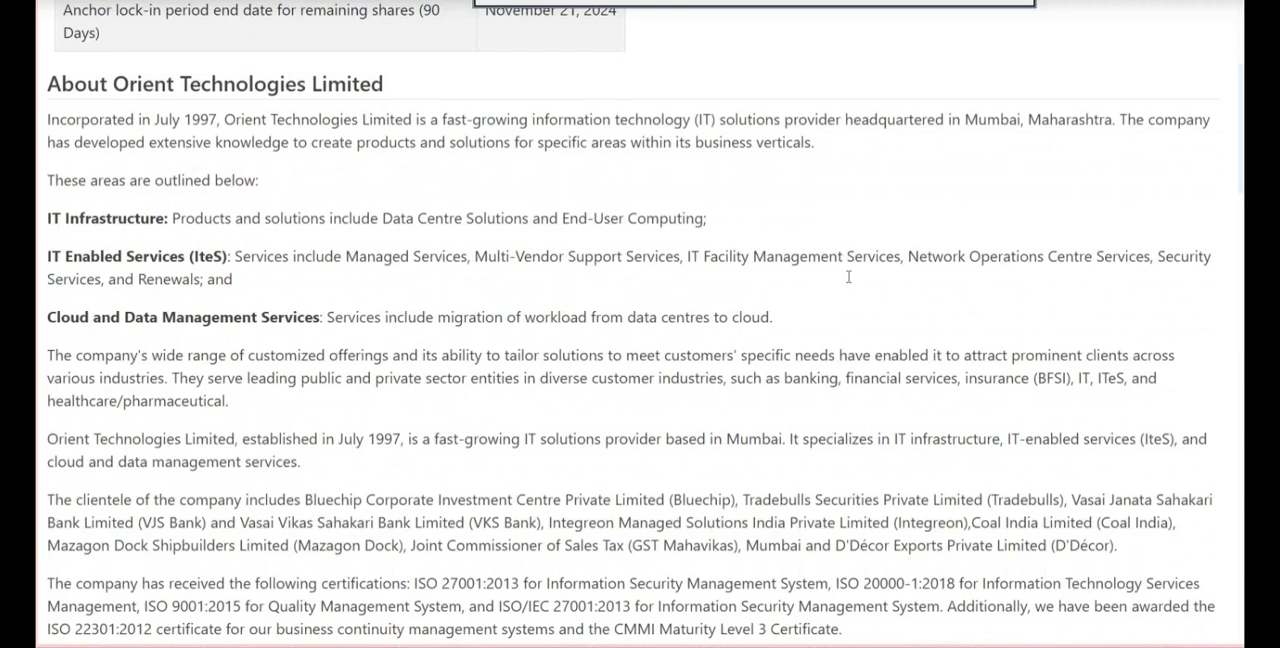 Anchor lock-in period end date for remaining shares (90
Days)
November 21, 2024
About Orient Technologies Limited
Incorporated in July 1997, Orient Technologies Limited is a fast-growing information technology (IT) solutions provider headquartered in Mumbai, Maharashtra. The company
has developed extensive knowledge to create products and solutions for specific areas within its business verticals.
These areas are outlined below:
IT Infrastructure: Products and solutions include Data Centre Solutions and End-User Computing;
IT Enabled Services (IteS): Services include Managed Services, Multi-Vendor Support Services, IT Facility Management Services, Network Operations Centre Services, Security
Services, and Renewals; and
Cloud and Data Management Services: Services include migration of workload from data centres to cloud.
The company's wide range of customized offerings and its ability to tailor solutions to meet customers' specific needs have enabled it to attract prominent clients across
various industries. They serve leading public and private sector entities in diverse customer industries, such as banking, financial services, insurance (BFSI), IT, ITeS, and
healthcare/pharmaceutical.
Orient Technologies Limited, established in July 1997, is a fast-growing IT solutions provider based in Mumbai. It specializes in IT infrastructure, IT-enabled services (IteS), and
cloud and data management services.
The clientele of the company includes Bluechip Corporate Investment Centre Private Limited (Bluechip), Tradebulls Securities Private Limited (Tradebulls), Vasai Janata Sahakari
Bank Limited (VJS Bank) and Vasai Vikas Sahakari Bank Limited (VKS Bank), Integreon Managed Solutions India Private Limited (Integreon),Coal India Limited (Coal India),
Mazagon Dock Shipbuilders Limited (Mazagon Dock), Joint Commissioner of Sales Tax (GST Mahavikas), Mumbai and D'Décor Exports Private Limited (D'Décor).
The company has received the following certifications: ISO 27001:2013 for Information Security Management System, ISO 20000-1:2018 for Information Technology Services
Management, ISO 9001:2015 for Quality Management System, and ISO/IEC 27001:2013 for Information Security Management System. Additionally, we have been awarded the
ISO 22301:2012 certificate for our business continuity management systems and the CMMI Maturity Level 3 Certificate.